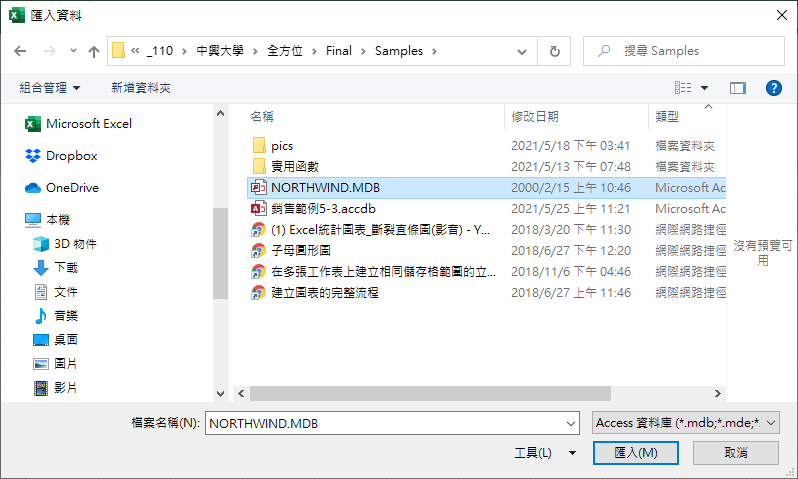 匯入資料
« _110 › 中興大學 › 全方位 › Final › Samples ›
搜尋 Samples
組合管理 新增資料夾
Microsoft Excel
Dropbox
OneDrive
本機
3D 物件
下載
文件
音樂
桌面
圖片
影片
名稱 修改日期 類型
pics 2021/5/18 下午 03:41 檔案資料夾
實用函數 2021/5/13 下午 07:48 檔案資料夾
NORTHWIND.MDB 2000/2/15 上午 10:46 Microsoft Ac
銷售範例5-3.accdb 2021/5/25 上午 11:21 Microsoft Ac
(1) Excel統計圖表_斷裂直條圖(影音) - Y... 2018/3/20 上午 11:30 網際網路捷徑
子母圓形圖 2018/6/27 下午 12:20 網際網路捷徑
在多張工作表上建立相同儲存格範圍的立... 2018/11/6 下午 04:46 網際網路捷徑
建立圖表的完整流程 2018/6/27 上午 11:46 網際網路捷徑
沒有預覽可
用
檔案名稱(N): NORTHWIND.MDB Access 資料庫 (*.mdb;*.mde;*
工具(L) 匯入(M) 取消